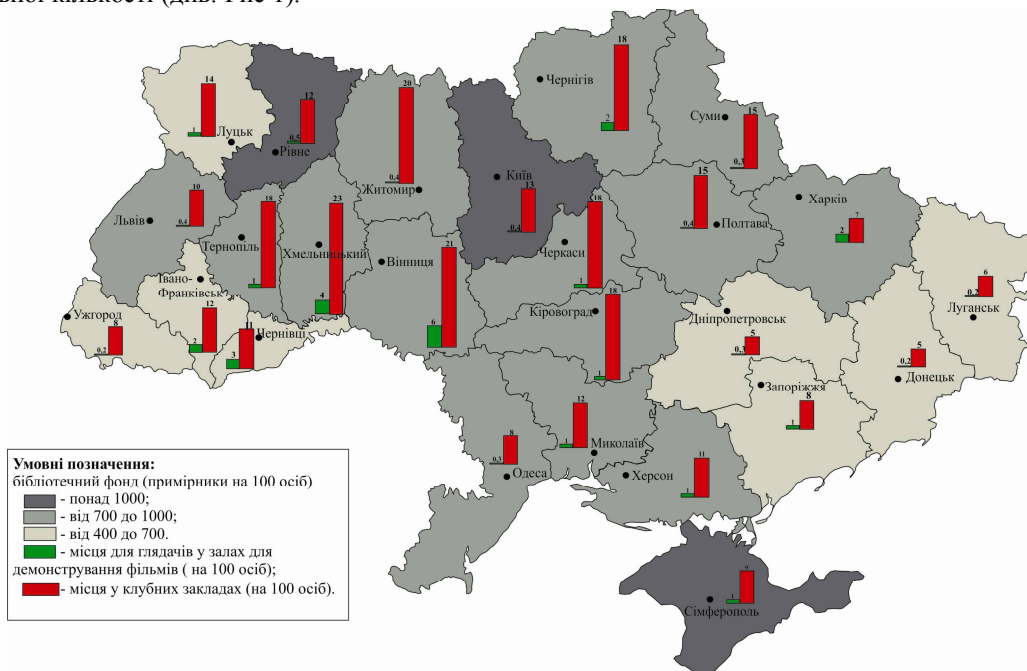 вної кількості (див. Рис 1).
18
Чернігів
2
20
14
1
Луцьк
12
0,5
Рівне
Суми
15
0,3
Київ
13
0,4
0,4
Житомир
15
0,4
Полтава
Харків
2
7
10
0,4
Львів
18
Тернопіль
1
23
Хмельницький
4
21
Вінниця
6
18
Черкаси
1
18
Кіровоград
1
Івано-
Франківськ
12
2
Ужгород
8
0,2
11
Чернівці
3
6
0,2
Луганськ
Дніпропетровськ
5
0,3
5
0,2
Донецьк
Запоріжжя
8
1
12
1
Миколаїв
8
0,3
Одеса
11
Херсон
1
9
1
Сімферополь
Умовні позначення:
бібліотечний фонд (примірники на 100 осіб)
- понад 1000;
- від 700 до 1000;
- від 400 до 700.
- місця для глядачів у залах для
демонстрування фільмів ( на 100 осіб);
- місця у клубних закладах (на 100 осіб).